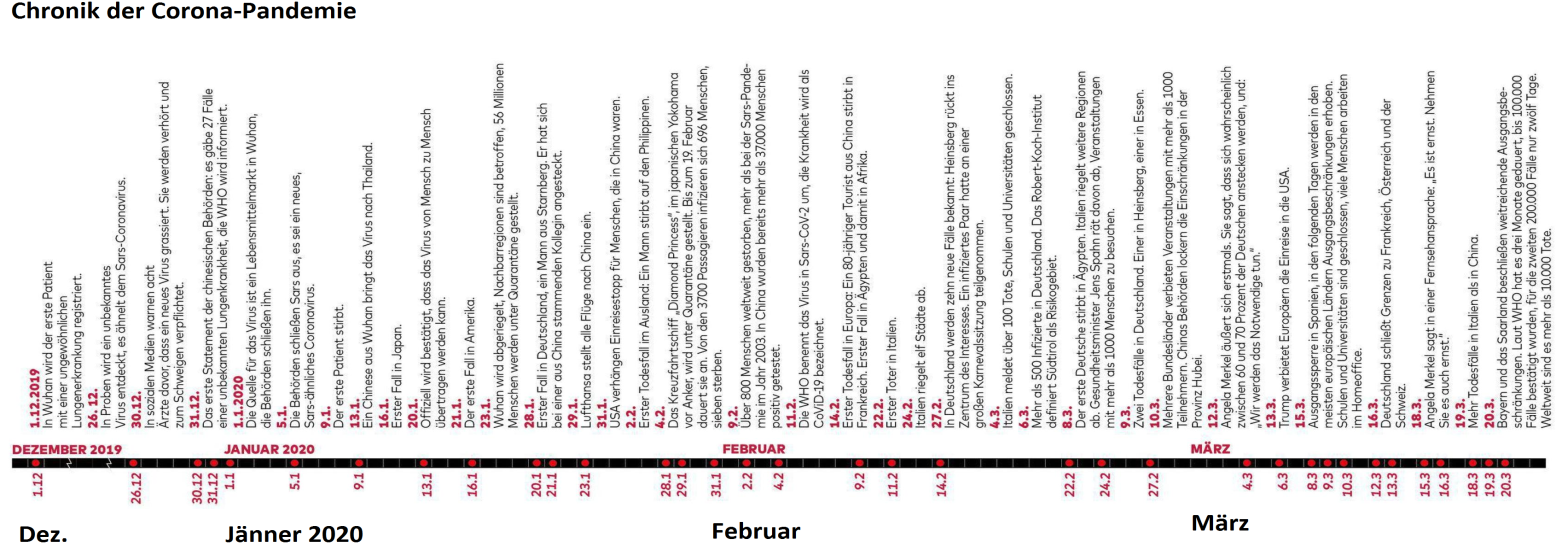 Chronik der Corona-Pandemie
1.12.2019
In Wuhan wird der erste Patient
mit einer ungewöhnlichen
Lungenerkrankung registriert.
26. 12.
In Proben wird ein unbekanntes
Virus entdeckt, es ähnelt dem Sars-Coronavirus.
30.12.
In sozialen Medien warnen acht
Ärzte davor, dass ein neues Virus grassiert. Sie werden verhört und
zum Schweigen verpflichtet.
31.12.
Das erste Statement der chinesischen Behörden: es gäbe 27 Fälle
einer unbekannten Lungenkrankheit, die WHO wird informiert.
1.1.2020
Die Quelle für das Virus ist ein Lebensmittelmarkt in Wuhan,
die Behörden schließen ihn.
5.1.
Die Behörden schließen Sars aus, es sei ein neues,
Sars-ähnliches Coronavirus.
9.1.
Der erste Patient stirbt.
13.1.
Ein Chinese aus Wuhan bringt das Virus nach Thailand.
16.1.
Erster Fall in Japan.
20.1.
Offiziell wird bestätigt, dass das Virus von Mensch zu Mensch
übertragen werden kann.
21.1.
Der erste Fall in Amerika.
23.1.
Wuhan wird abgeriegelt, Nachbarregionen sind betroffen, 56 Millionen
Menschen werden unter Quarantäne gestellt.
28.1.
Erster Fall in Deutschland, ein Mann aus Starnberg. Er hat sich
bei einer aus China stammenden Kollegin angesteckt.
29.1.
Lufthansa stellt alle Flüge nach China ein.
31.1.
USA verhängen Einreisestopp für Menschen, die in China waren.
2.2.
Erster Todesfall im Ausland: Ein Mann stirbt auf den Philippinen.
4.2.
Das Kreuzfahrtschiff „Diamond Princess“, im japanischen Yokohama
vor Anker, wird unter Quarantäne gestellt. Bis zum 19. Februar
dauert sie an. Von den 3700 Passagieren infizieren sich 696 Menschen,
sieben sterben.
9.2.
Über 800 Menschen weltweit gestorben, mehr als bei der Sars-Pande-
mie im Jahr 2003. In China wurden bereits mehr als 37.000 Menschen
positiv getestet.
11.2.
Die WHO benennt das Virus in Sars-CoV-2 um, die Krankheit wird als
CoViD-19 bezeichnet.
14.2.
Erster Todesfall in Europa: Ein 80-jähriger Tourist aus China stirbt in
Frankreich. Erster Fall in Ägypten und damit in Afrika.
22.2.
Erster Toter in Italien.
24.2.
Italien riegelt elf Städte ab.
27.2.
In Deutschland werden zehn neue Fälle bekannt: Heinsberg rückt ins
Zentrum des Interesses. Ein infiziertes Paar hatte an einer
großen Karnevalssitzung teilgenommen.
4.3.
Italien meldet über 100 Tote, Schulen und Universitäten geschlossen.
6.3.
Mehr als 500 Infizierte in Deutschland. Das Robert-Koch-Institut
definiert Südtirol als Risikogebiet.
8.3.
Der erste Deutsche stirbt in Ägypten. Italien riegelt weitere Regionen
ab. Gesundheitsminister Jens Spahn rät davon ab, Veranstaltungen
mit mehr als 1000 Menschen zu besuchen.
9.3.
Zwei Todesfälle in Deutschland. Einer in Heinsberg, einer in Essen.
10.3.
Mehrere Bundesländer verbieten Veranstaltungen mit mehr als 1000
Teilnehmern. Chinas Behörden lockern die Einschränkungen in der
Provinz Hubei.
12.3.
Angela Merkel äußert sich erstmals. Sie sagt, dass sich wahrscheinlich
zwischen 60 und 70 Prozent der Deutschen anstecken werden, und:
„Wir werden das Notwendige tun.“
13.3.
Trump verbietet Europäern die Einreise in die USA.
15.3.
Ausgangssperre in Spanien, in den folgenden Tagen werden in den
meisten europäischen Ländern Ausgangsbeschränkungen erhoben.
Schulen und Universitäten sind geschlossen, viele Menschen arbeiten
im Homeoffice.
16.3.
Deutschland schließt Grenzen zu Frankreich, Österreich und der
Schweiz.
18.3.
Angela Merkel sagt in einer Fernsehansprache: „Es ist ernst. Nehmen
Sie es auch ernst.“
19.3.
Mehr Todesfälle in Italien als in China.
20.3.
Bayern und das Saarland beschließen weitreichende Ausgangsbe-
schränkungen. Laut WHO hat es drei Monate gedauert, bis 100.000
Fälle bestätigt wurden, für die zweiten 200.000 Fälle nur zwölf Tage.
Weltweit sind es mehr als 10.000 Tote.
DEZEMBER 2019
JANUAR 2020
FEBRUAR
MÄRZ
1.12
26.12
30.12
31.12
1.1
5.1
9.1
13.1
16.1
20.1
21.1
23.1
28.1
29.1
31.1
2.2
4.2
9.2
11.2
14.2
22.2
24.2
27.2
4.3
6.3
8.3
9.3
10.3
12.3
13.3
15.3
16.3
18.3
19.3
20.3
Dez.
Jänner 2020
Februar
März